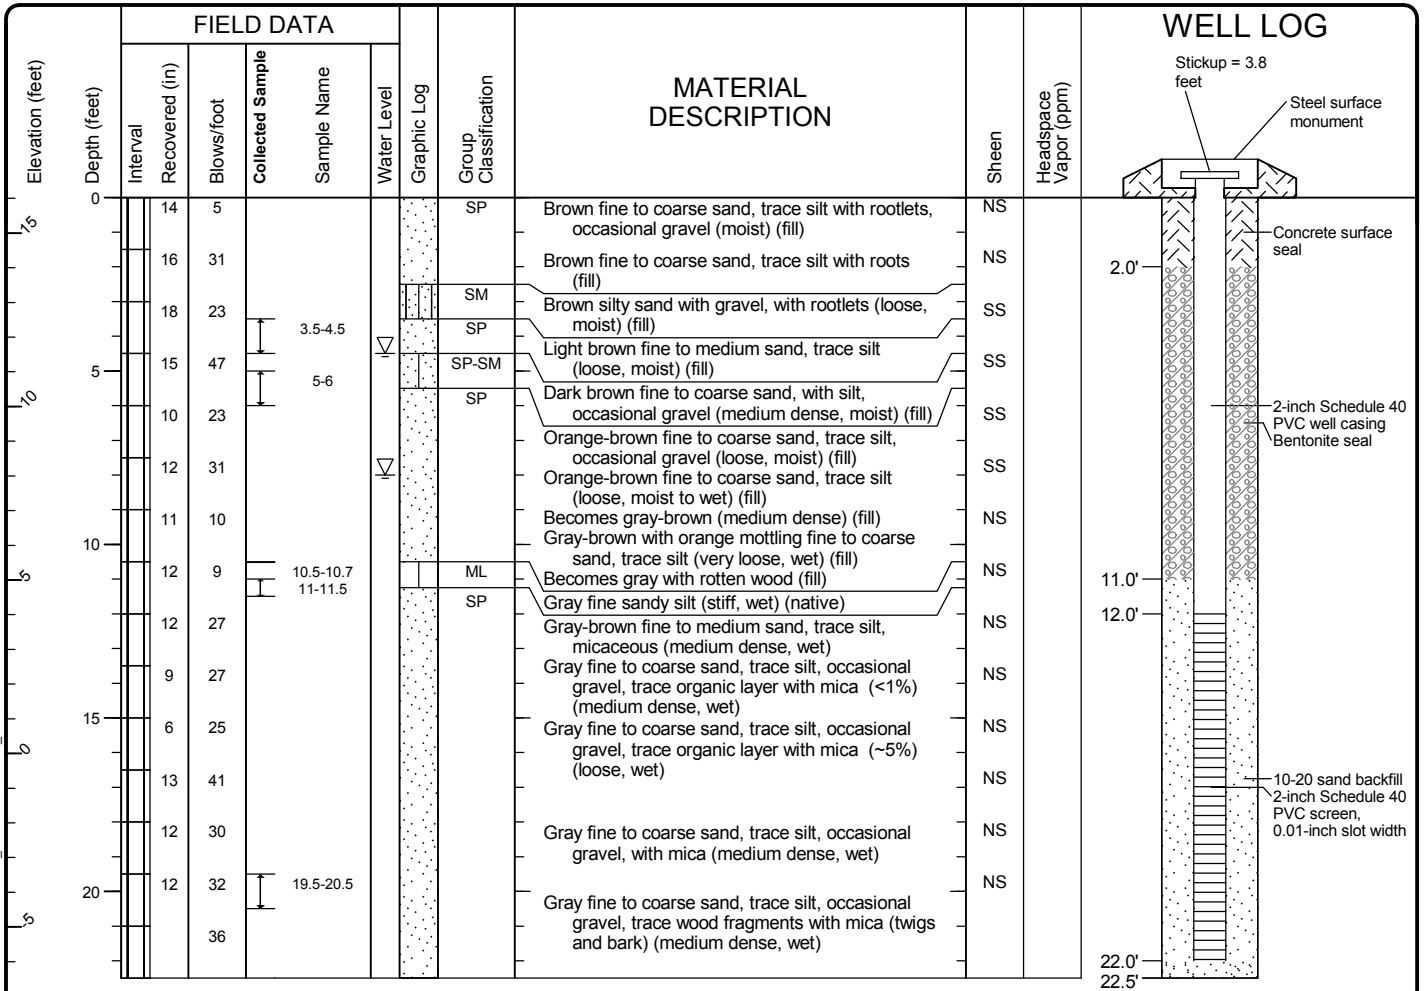 FIELD DATA
WELL LOG
Elevation (feet)
Depth (feet)
Interval
Recovered (in)
Blows/foot
Collected Sample
Sample Name
Water Level
Graphic Log
Group
Classification
MATERIAL
DESCRIPTION
Sheen
Headspace
Vapor (ppm)
Stickup = 3.8
feet
Steel surface
monument
0
14 5 SP Brown fine to coarse sand, trace silt with rootlets, NS
occasional gravel (moist) (fill)
15
Concrete surface
seal
16 31 Brown fine to coarse sand, trace silt with roots NS
(fill)
2.0'
SM
18 23 Brown silty sand with gravel, with rootlets (loose, SS
moist) (fill)
3.5-4.5 SP
Light brown fine to medium sand, trace silt
15 47 SP-SM (loose, moist) (fill) SS
5
5-6
SP Dark brown fine to coarse sand, with silt,
10
10 23 occasional gravel (medium dense, moist) (fill) SS
2-inch Schedule 40
PVC well casing
Bentonite seal
Orange-brown fine to coarse sand, trace silt,
occasional gravel (loose, moist) (fill)
12 31 SS
Orange-brown fine to coarse sand, trace silt
(loose, moist to wet) (fill)
11 10 Becomes gray-brown (medium dense) (fill) NS
Gray-brown with orange mottling fine to coarse
10
sand, trace silt (very loose, wet) (fill)
12 9 10.5-10.7 ML NS
5
Becomes gray with rotten wood (fill)
11.0'
11-11.5
SP Gray fine sandy silt (stiff, wet) (native)
12.0'
12 27 Gray-brown fine to medium sand, trace silt, NS
micaceous (medium dense, wet)
9 27 Gray fine to coarse sand, trace silt, occasional NS
gravel, trace organic layer with mica (<1%)
(medium dense, wet)
15
6 25 Gray fine to coarse sand, trace silt, occasional NS
0
gravel, trace organic layer with mica (~5%)
(loose, wet)
13 41 NS
10-20 sand backfill
2-inch Schedule 40
PVC screen,
0.01-inch slot width
12 30 Gray fine to coarse sand, trace silt, occasional NS
gravel, with mica (medium dense, wet)
12 32 19.5-20.5 NS
20
Gray fine to coarse sand, trace silt, occasional
-5
gravel, trace wood fragments with mica (twigs
36 and bark) (medium dense, wet)
22.0'
22.5'